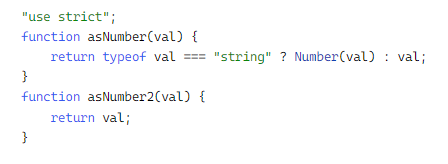 "use strict";
function asNumber(val) {
    return typeof val === "string" ? Number(val) : val;
}
function asNumber2(val) {
    return val;
}